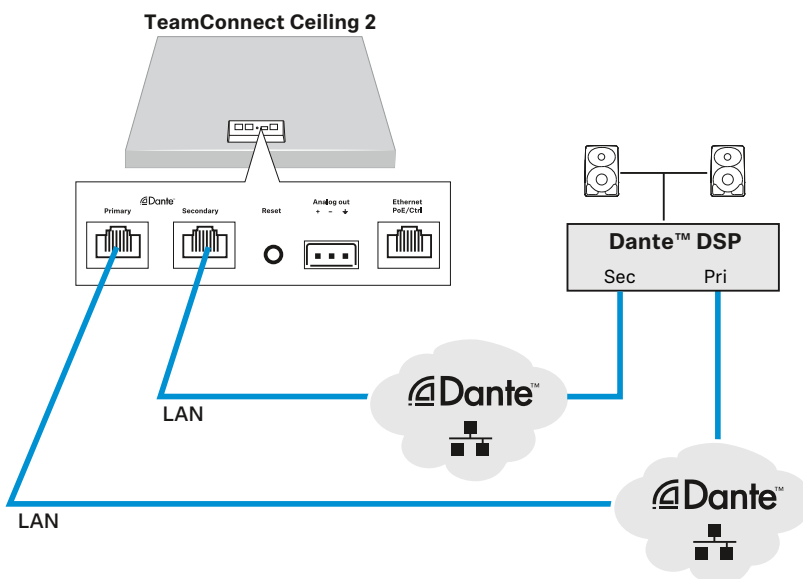 TeamConnect Ceiling 2
Dante™
Primary
Secondary
Reset
Analog out
+ - ⏚
Ethernet
PoE/Ctrl
Dante™ DSP
Sec Pri
Dante™
LAN
Dante™
LAN